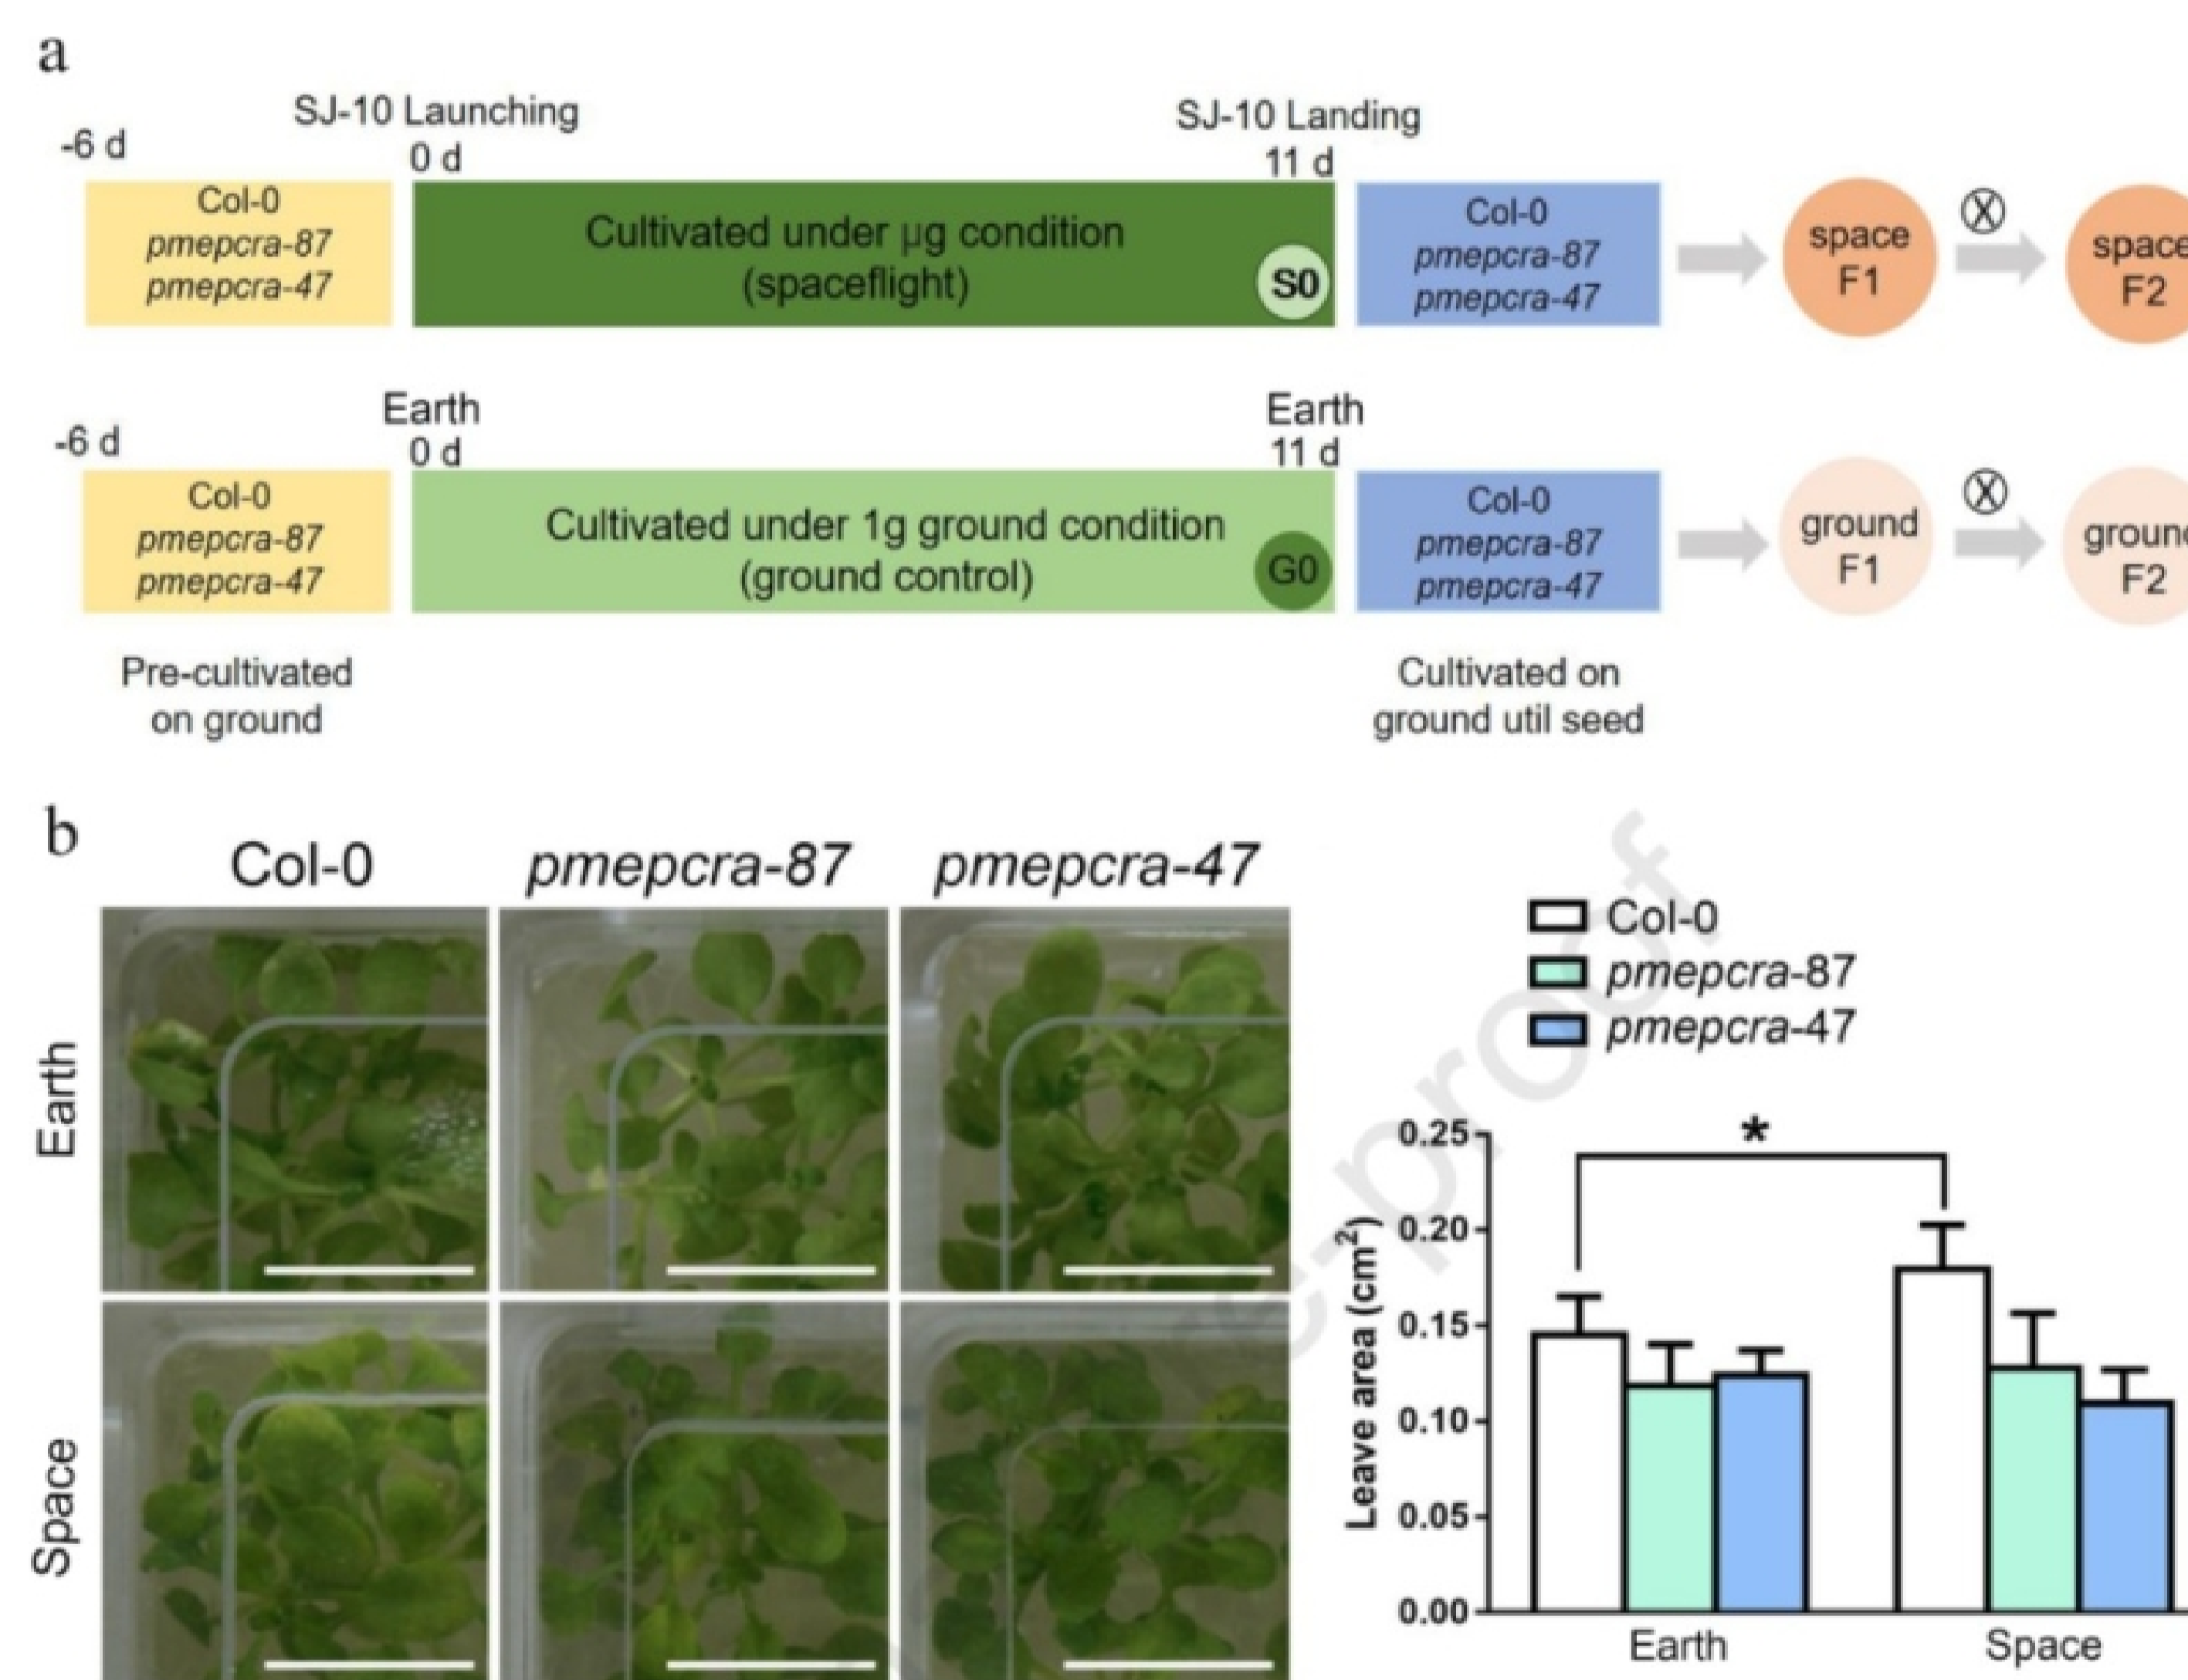 a
SJ-10 Launching
SJ-10 Landing
-6 d
0 d
11 d
Col-0
pmepcra-87
pmepcra-47
Cultivated under µg condition
(spaceflight)
S0
Col-0
pmepcra-87
pmepcra-47
space
F1
X
space
F2
Earth
Earth
-6 d
0 d
11 d
Col-0
pmepcra-87
pmepcra-47
Cultivated under 1g ground condition
(ground control)
G0
Col-0
pmepcra-87
pmepcra-47
ground
F1
X
groun
F2
Pre-cultivated
on ground
Cultivated on
ground util seed
b
Col-0
pmepcra-87
pmepcra-47
Earth
Space
Col-0
pmepcra-87
pmepcra-47
*
Leave area (cm²)
0.25
0.20
0.15
0.10
0.05
0.00
Earth
Space
e-proof